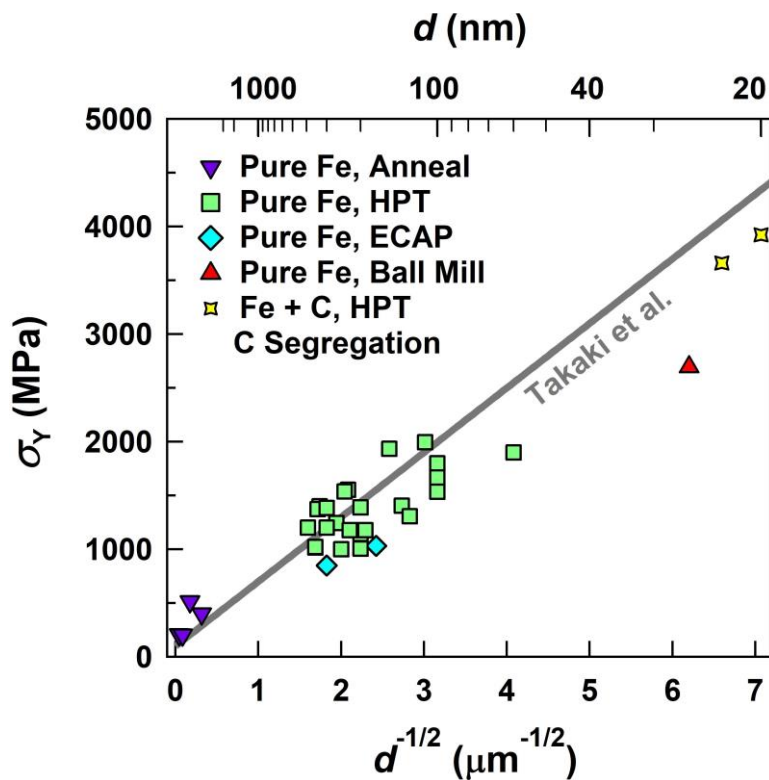 d (nm)
1000 100 40 20
5000
4000
3000
2000
1000
0
σY (MPa)
Pure Fe, Anneal
Pure Fe, HPT
Pure Fe, ECAP
Pure Fe, Ball Mill
Fe + C, HPT
C Segregation
Takaki et al.
0 1 2 3 4 5 6 7
d-1/2 (μm-1/2)